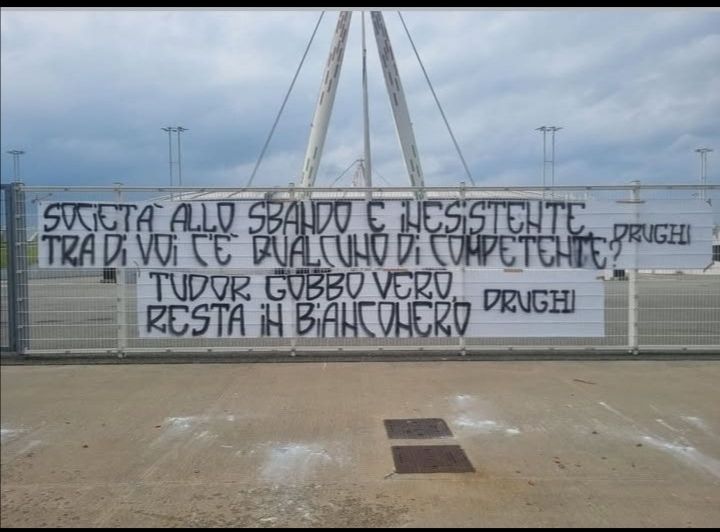 SOCIETA' ALLO SBANDO E INESISTENTE,
TRA DI VOI C'E' QUALCUNO DI COMPETENTE?
DRUGHI
TUDOR GOBBO VERO,
RESTA IN BIANCONERO
DRUGHI